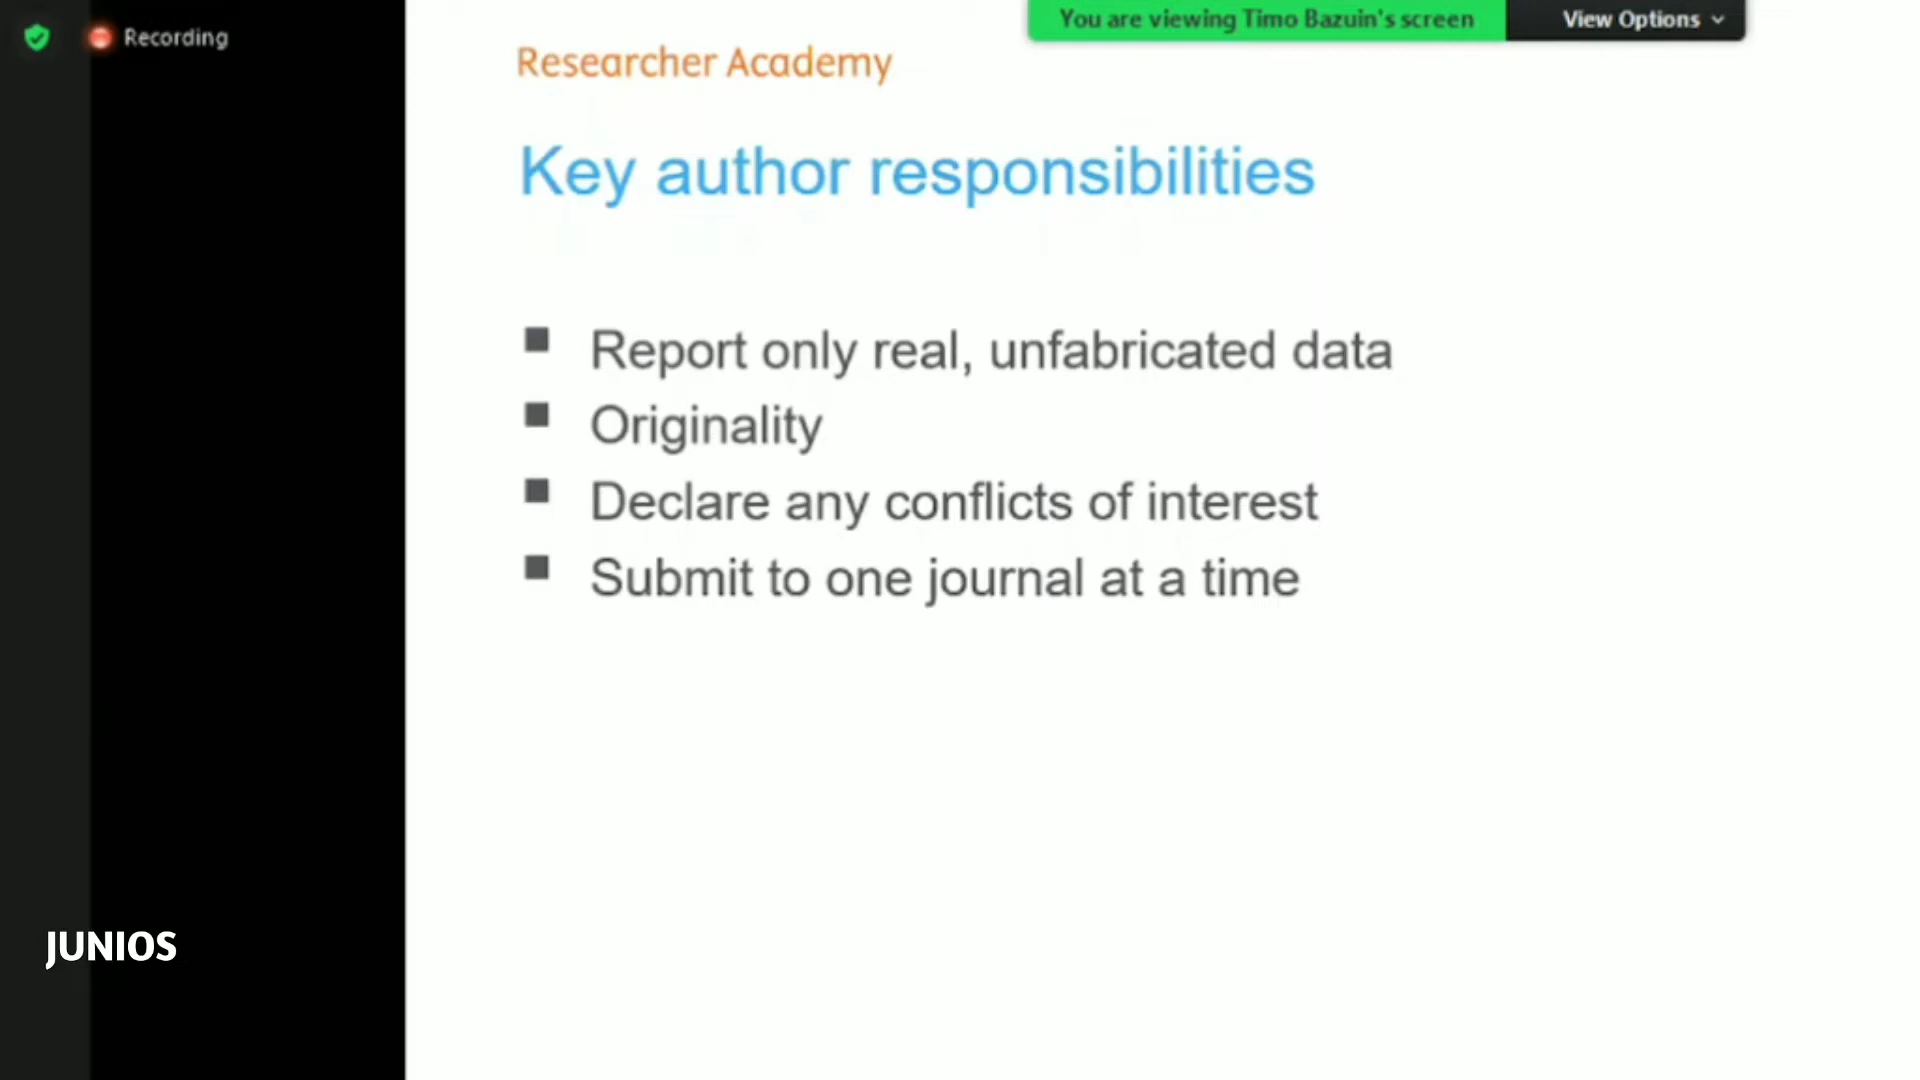 Recording
You are viewing Timo Bazuin's screen
View Options
Researcher Academy
Key author responsibilities
Report only real, unfabricated data
Originality
Declare any conflicts of interest
Submit to one journal at a time
JUNIOS